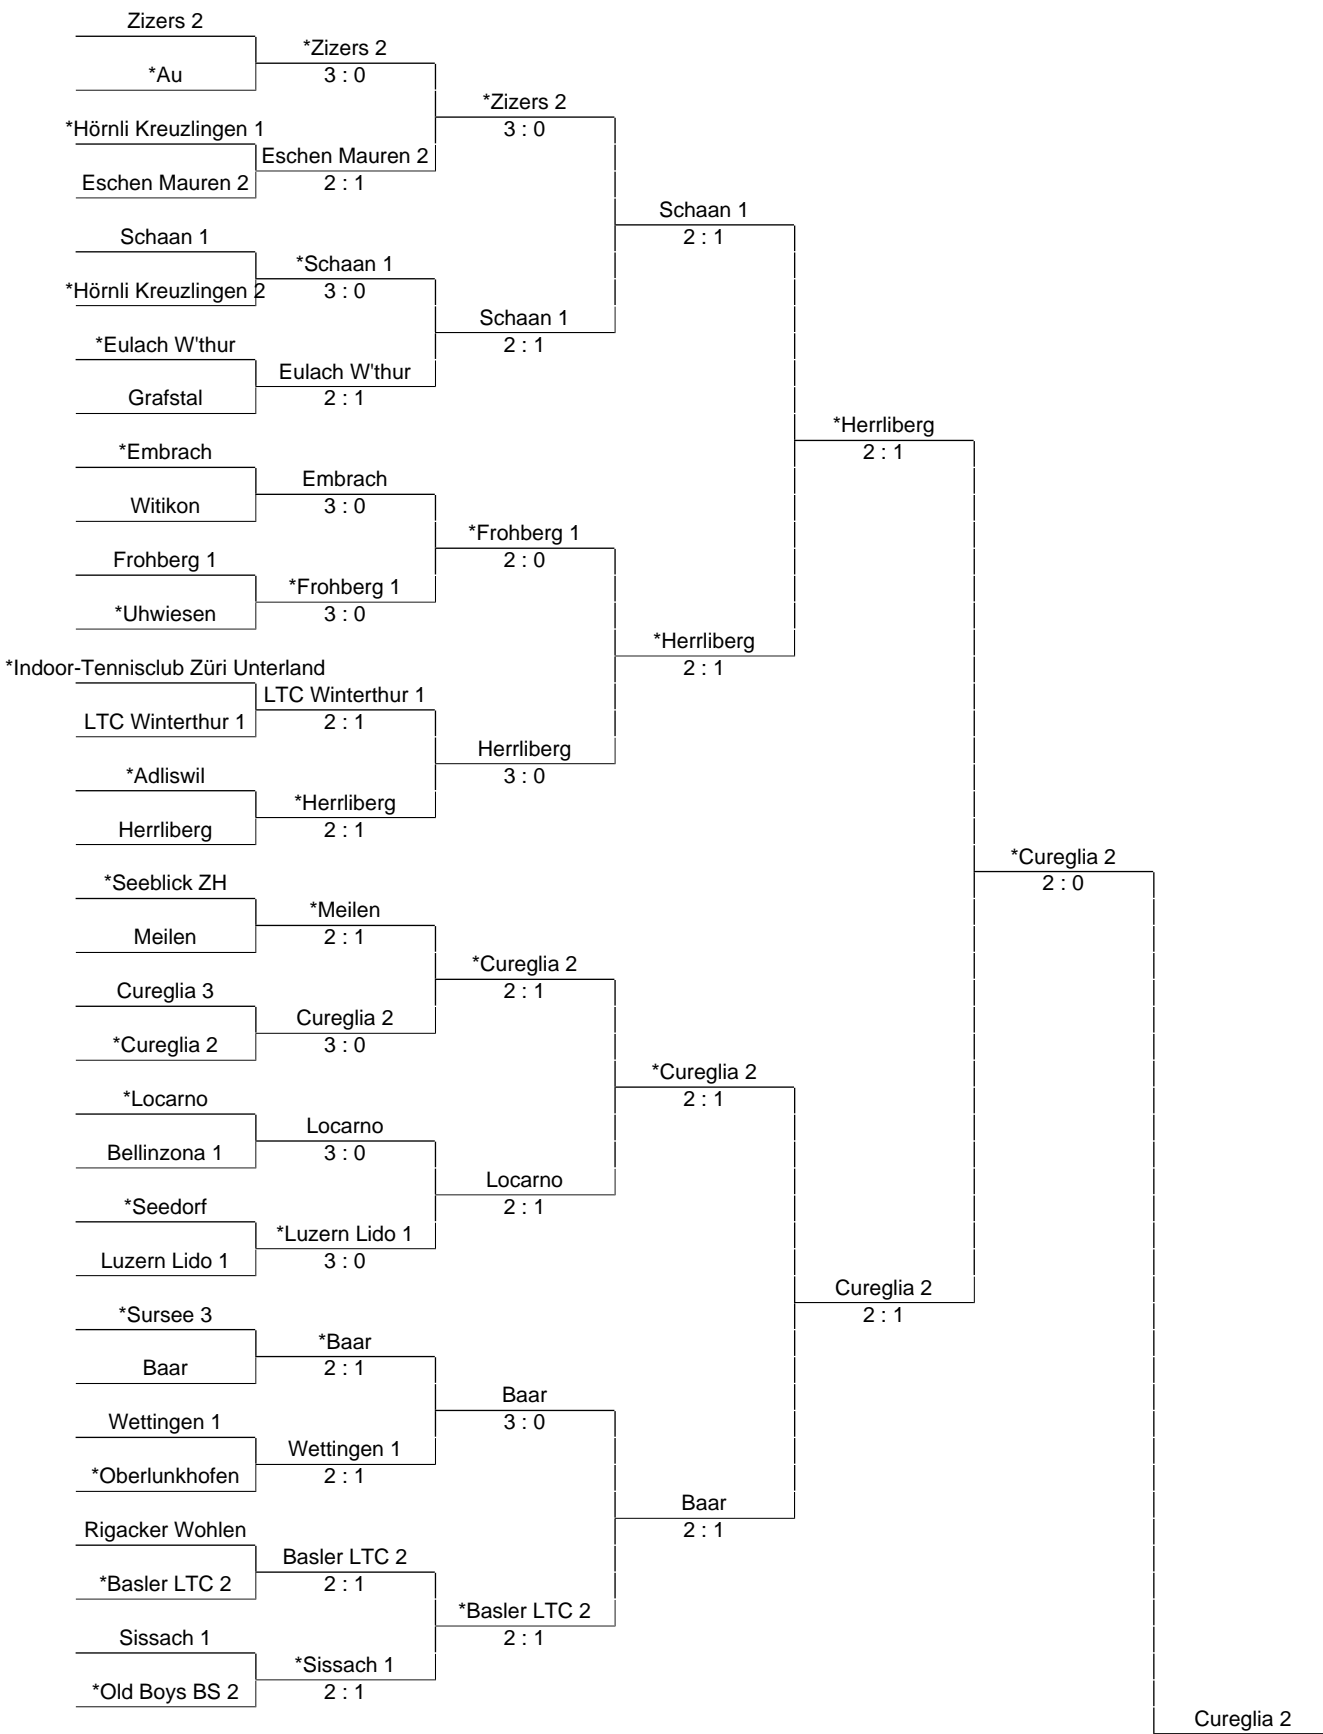 Zizers 2
*Zizers 2
*Au
3 : 0
*Zizers 2
*Hörnli Kreuzlingen 1
3 : 0
Eschen Mauren 2
Eschen Mauren 2
2 : 1
Schaan 1
Schaan 1
2 : 1
*Schaan 1
*Hörnli Kreuzlingen 2
3 : 0
Schaan 1
*Eulach W'thur
2 : 1
Eulach W'thur
Grafstal
2 : 1
*Herrliberg
*Embrach
2 : 1
Embrach
Witikon
3 : 0
*Frohberg 1
Frohberg 1
2 : 0
*Frohberg 1
*Uhwiesen
3 : 0
*Herrliberg
*Indoor-Tennisclub Züri Unterland
2 : 1
LTC Winterthur 1
LTC Winterthur 1
2 : 1
Herrliberg
*Adliswil
3 : 0
*Herrliberg
Herrliberg
2 : 1
*Cureglia 2
*Seeblick ZH
2 : 0
*Meilen
Meilen
2 : 1
*Cureglia 2
Cureglia 3
2 : 1
Cureglia 2
*Cureglia 2
3 : 0
*Cureglia 2
*Locarno
2 : 1
Locarno
Bellinzona 1
3 : 0
Locarno
*Seedorf
2 : 1
*Luzern Lido 1
Luzern Lido 1
3 : 0
Cureglia 2
*Sursee 3
2 : 1
*Baar
Baar
2 : 1
Baar
Wettingen 1
3 : 0
Wettingen 1
*Oberlunkhofen
2 : 1
Baar
Rigacker Wohlen
2 : 1
Basler LTC 2
*Basler LTC 2
2 : 1
*Basler LTC 2
Sissach 1
2 : 1
*Sissach 1
*Old Boys BS 2
2 : 1
Cureglia 2